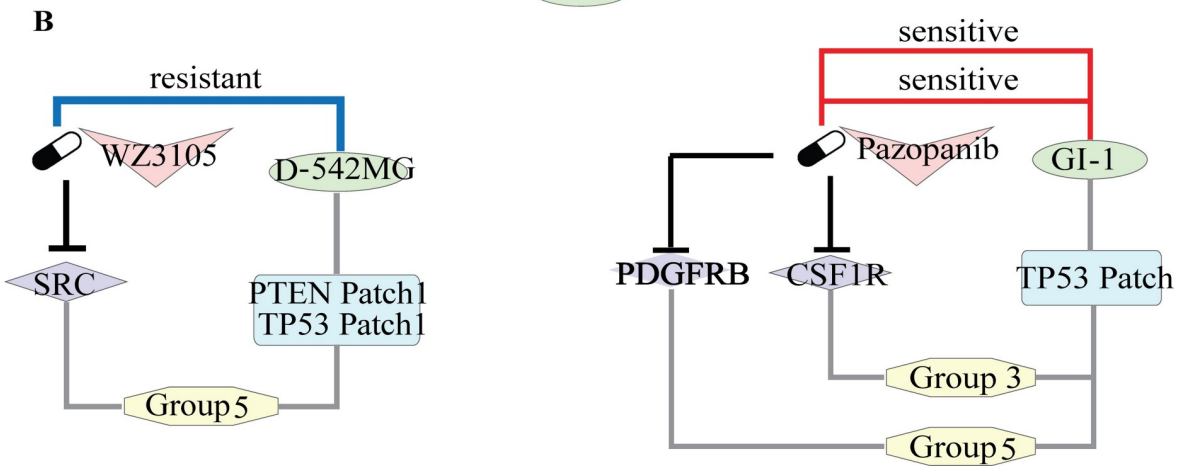 B
resistant
WZ3105
D-542MG
SRC
PTEN Patch1
TP53 Patch1
Group 5
sensitive
sensitive
Pazopanib
GI-1
PDGFRB
CSF1R
TP53 Patch
Group 3
Group 5